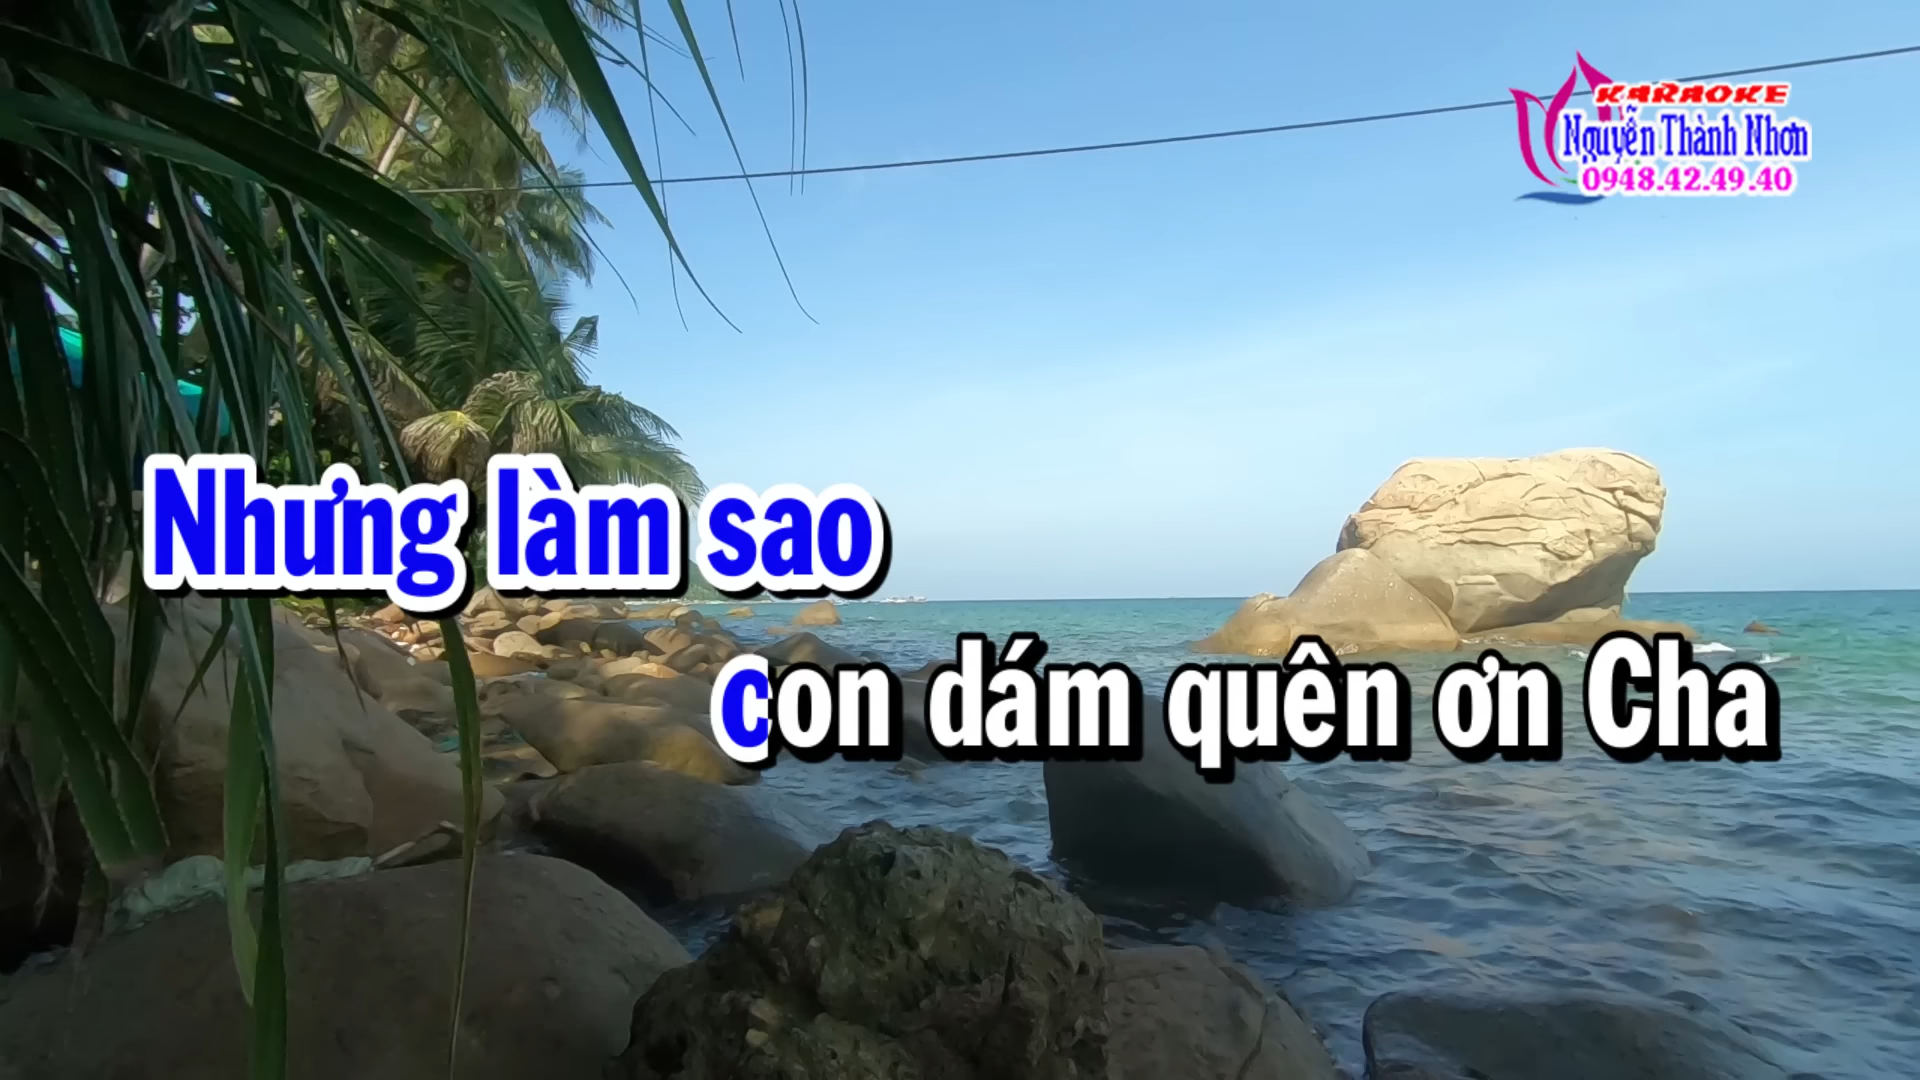 KARAOKE
Nguyễn Thành Nhơn
0948.42.49.40
Nhưng làm sao
con dám quên ơn Cha